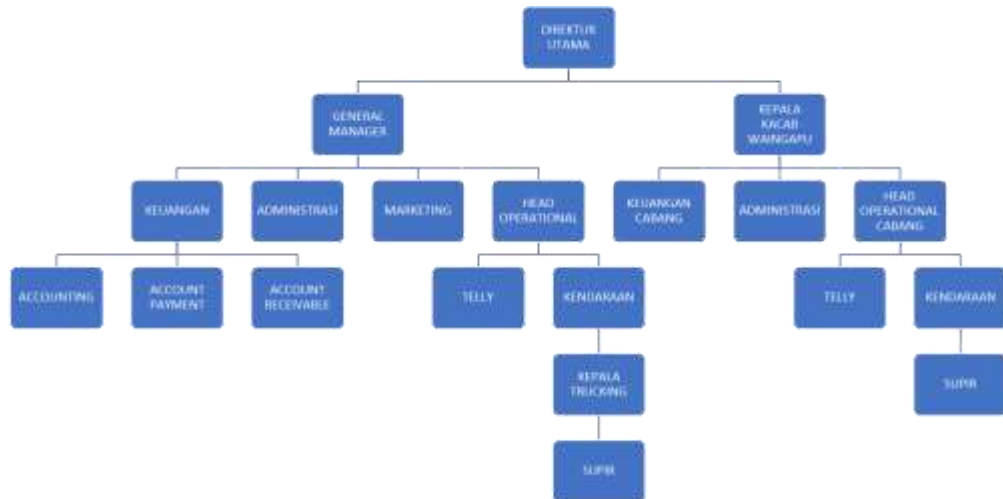 DIREKTUR
UTAMA
GENERAL
MANAGER
KEPALA
KACAB
WAINGAPU
KEUANGAN
ADMINISTRASI
MARKETING
HEAD
OPERATIONAL
KEUANGAN
CABANG
ADMINISTRASI
HEAD
OPERATIONAL
CABANG
ACCOUNTING
ACCOUNT
PAYMENT
ACCOUNT
RECEIVABLE
TELLY
KENDARAAN
TELLY
KENDARAAN
KEPALA
TRUCKING
SUPIR
SUPIR